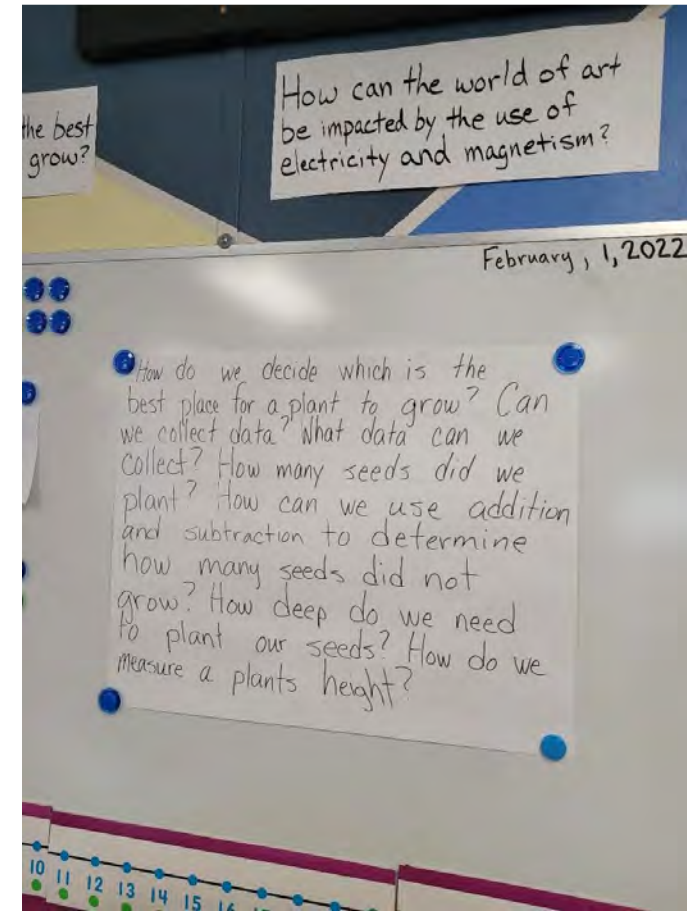 the best
grow?
How can the world of art
be impacted by the use of
electricity and magnetism?
February, 1, 2022
How do we decide which is the
best place for a plant to grow? Can
we collect data? What data can we
collect? How many seeds did we
plant? How can we use addition
and subtraction to determine
how many seeds did not
grow? How deep do we need
to plant our seeds? How do we
measure a plants height?
10 11 12 13 14 15 16